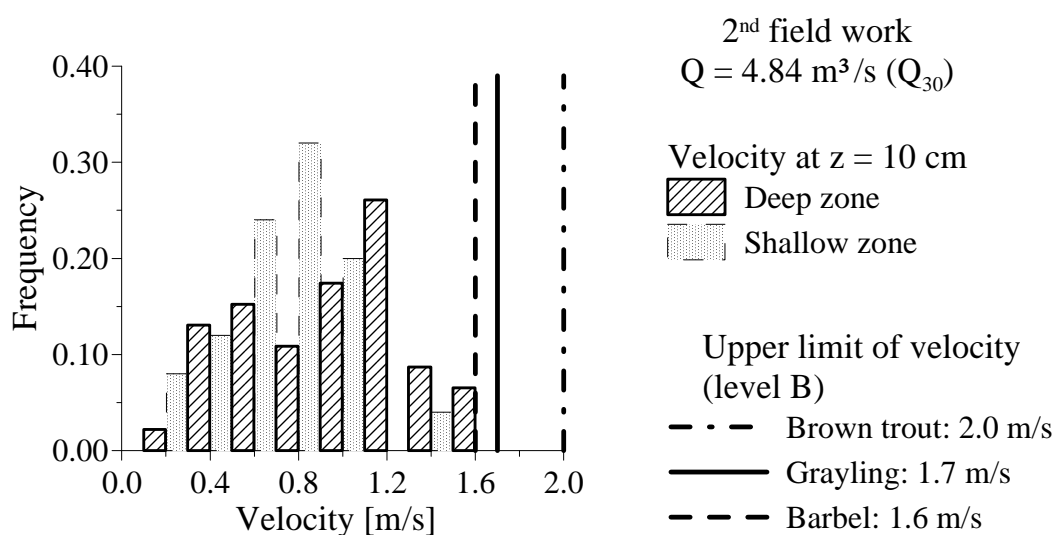 2nd field work
Q = 4.84 m³/s (Q30)
0.40
0.30
0.20
0.10
0.00
Frequency
0.0 0.4 0.8 1.2 1.6 2.0
Velocity [m/s]
Velocity at z = 10 cm
Deep zone
Shallow zone
Upper limit of velocity
(level B)
Brown trout: 2.0 m/s
Grayling: 1.7 m/s
Barbel: 1.6 m/s